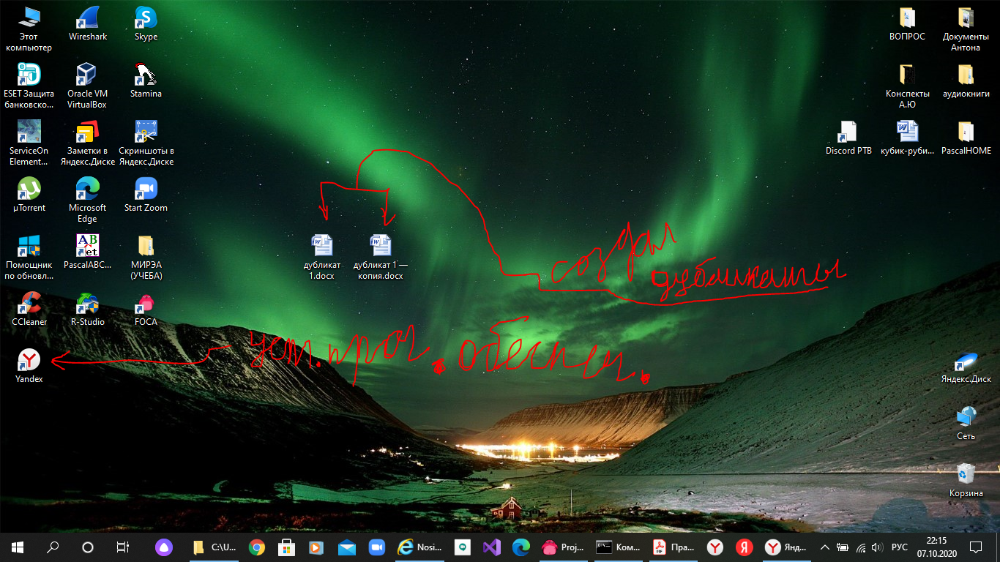 Этот
компьютер
Wireshark
Skype
ВОПРОС
Документы
Антона
ESET Защита
банковско...
Oracle VM
VirtualBox
Stamina
Конспекты
А.Ю
аудиокниги
ServiceOn
Element...
Заметки в
Яндекс.Диске
Скриншоты в
Яндекс.Диске
Discord PTB
кубик-руби...
PascalHOME
µTorrent
Microsoft
Edge
Start Zoom
Помощник
по обновл...
PascalABC...
МИРЭА
(УЧЕБА)
дубликат
1.docx
дубликат 1 —
копия.docx
создал
дубликаты
CCleaner
R-Studio
FOCA
уст. прог. обеспеч.
Yandex
Яндекс.Диск
Сеть
Корзина
C:\U...
Nosi...
Proj...
Ком...
Пра...
Янд...
РУС
22:15
07.10.2020